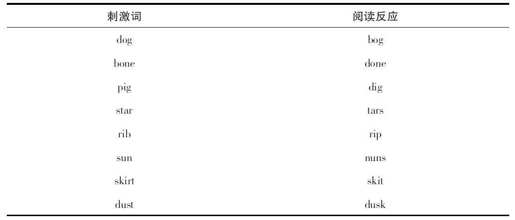 刺激词 阅读反应
dog bog
bone done
pig dig
star tars
rib rip
sun nuns
skirt skit
dust dusk